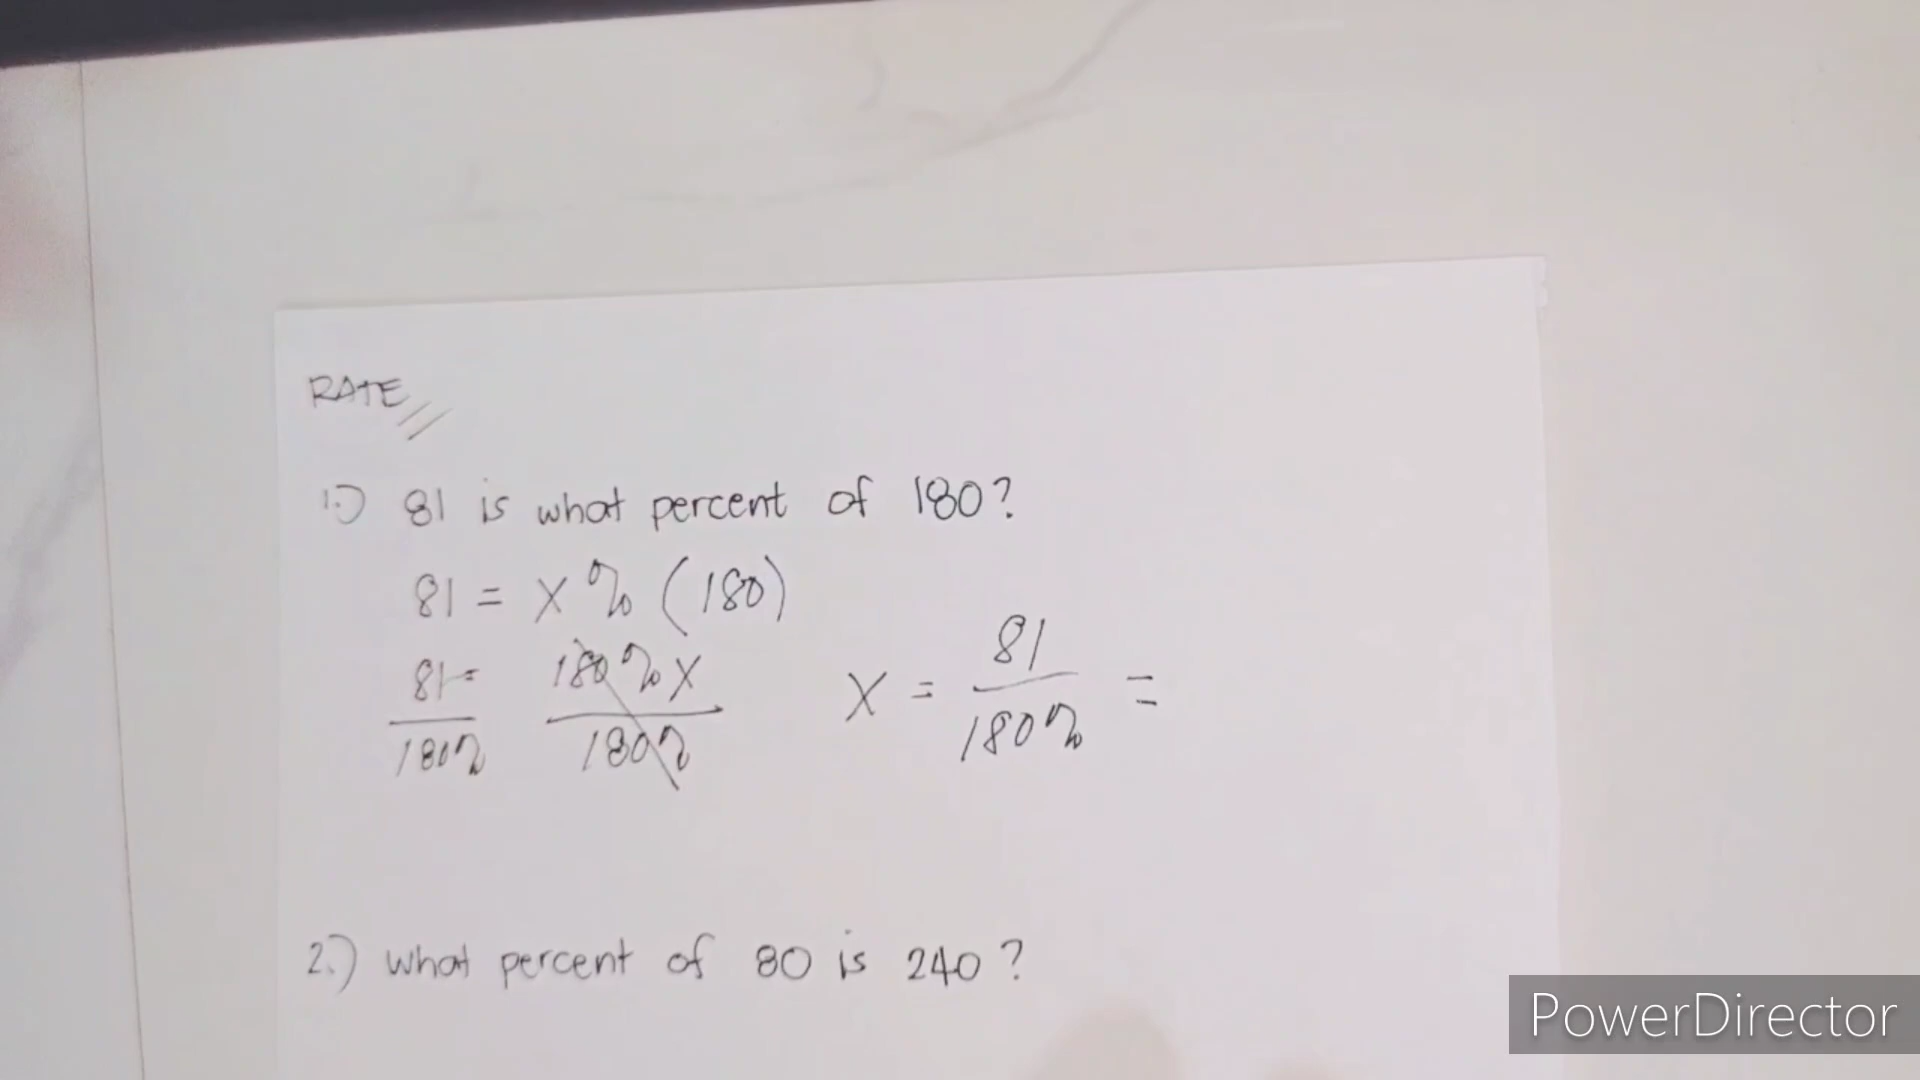 RATE
1.) 81 is what percent of 180?
81 = x % (180)
81 = 180% x
180% 180%
x = 81 =
180%
2.) what percent of 80 is 240?
PowerDirector